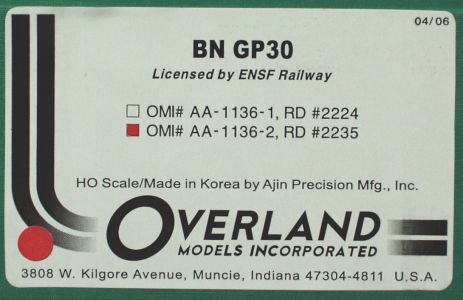 04/06
BN GP30
Licensed by ENSF Railway
OMI# AA-1136-1, RD #2224
OMI# AA-1136-2, RD #2235
HO Scale/Made in Korea by Ajin Precision Mfg., Inc.
OVERLAND
MODELS INCORPORATED
3808 W. Kilgore Avenue, Muncie, Indiana 47304-4811 U.S.A.